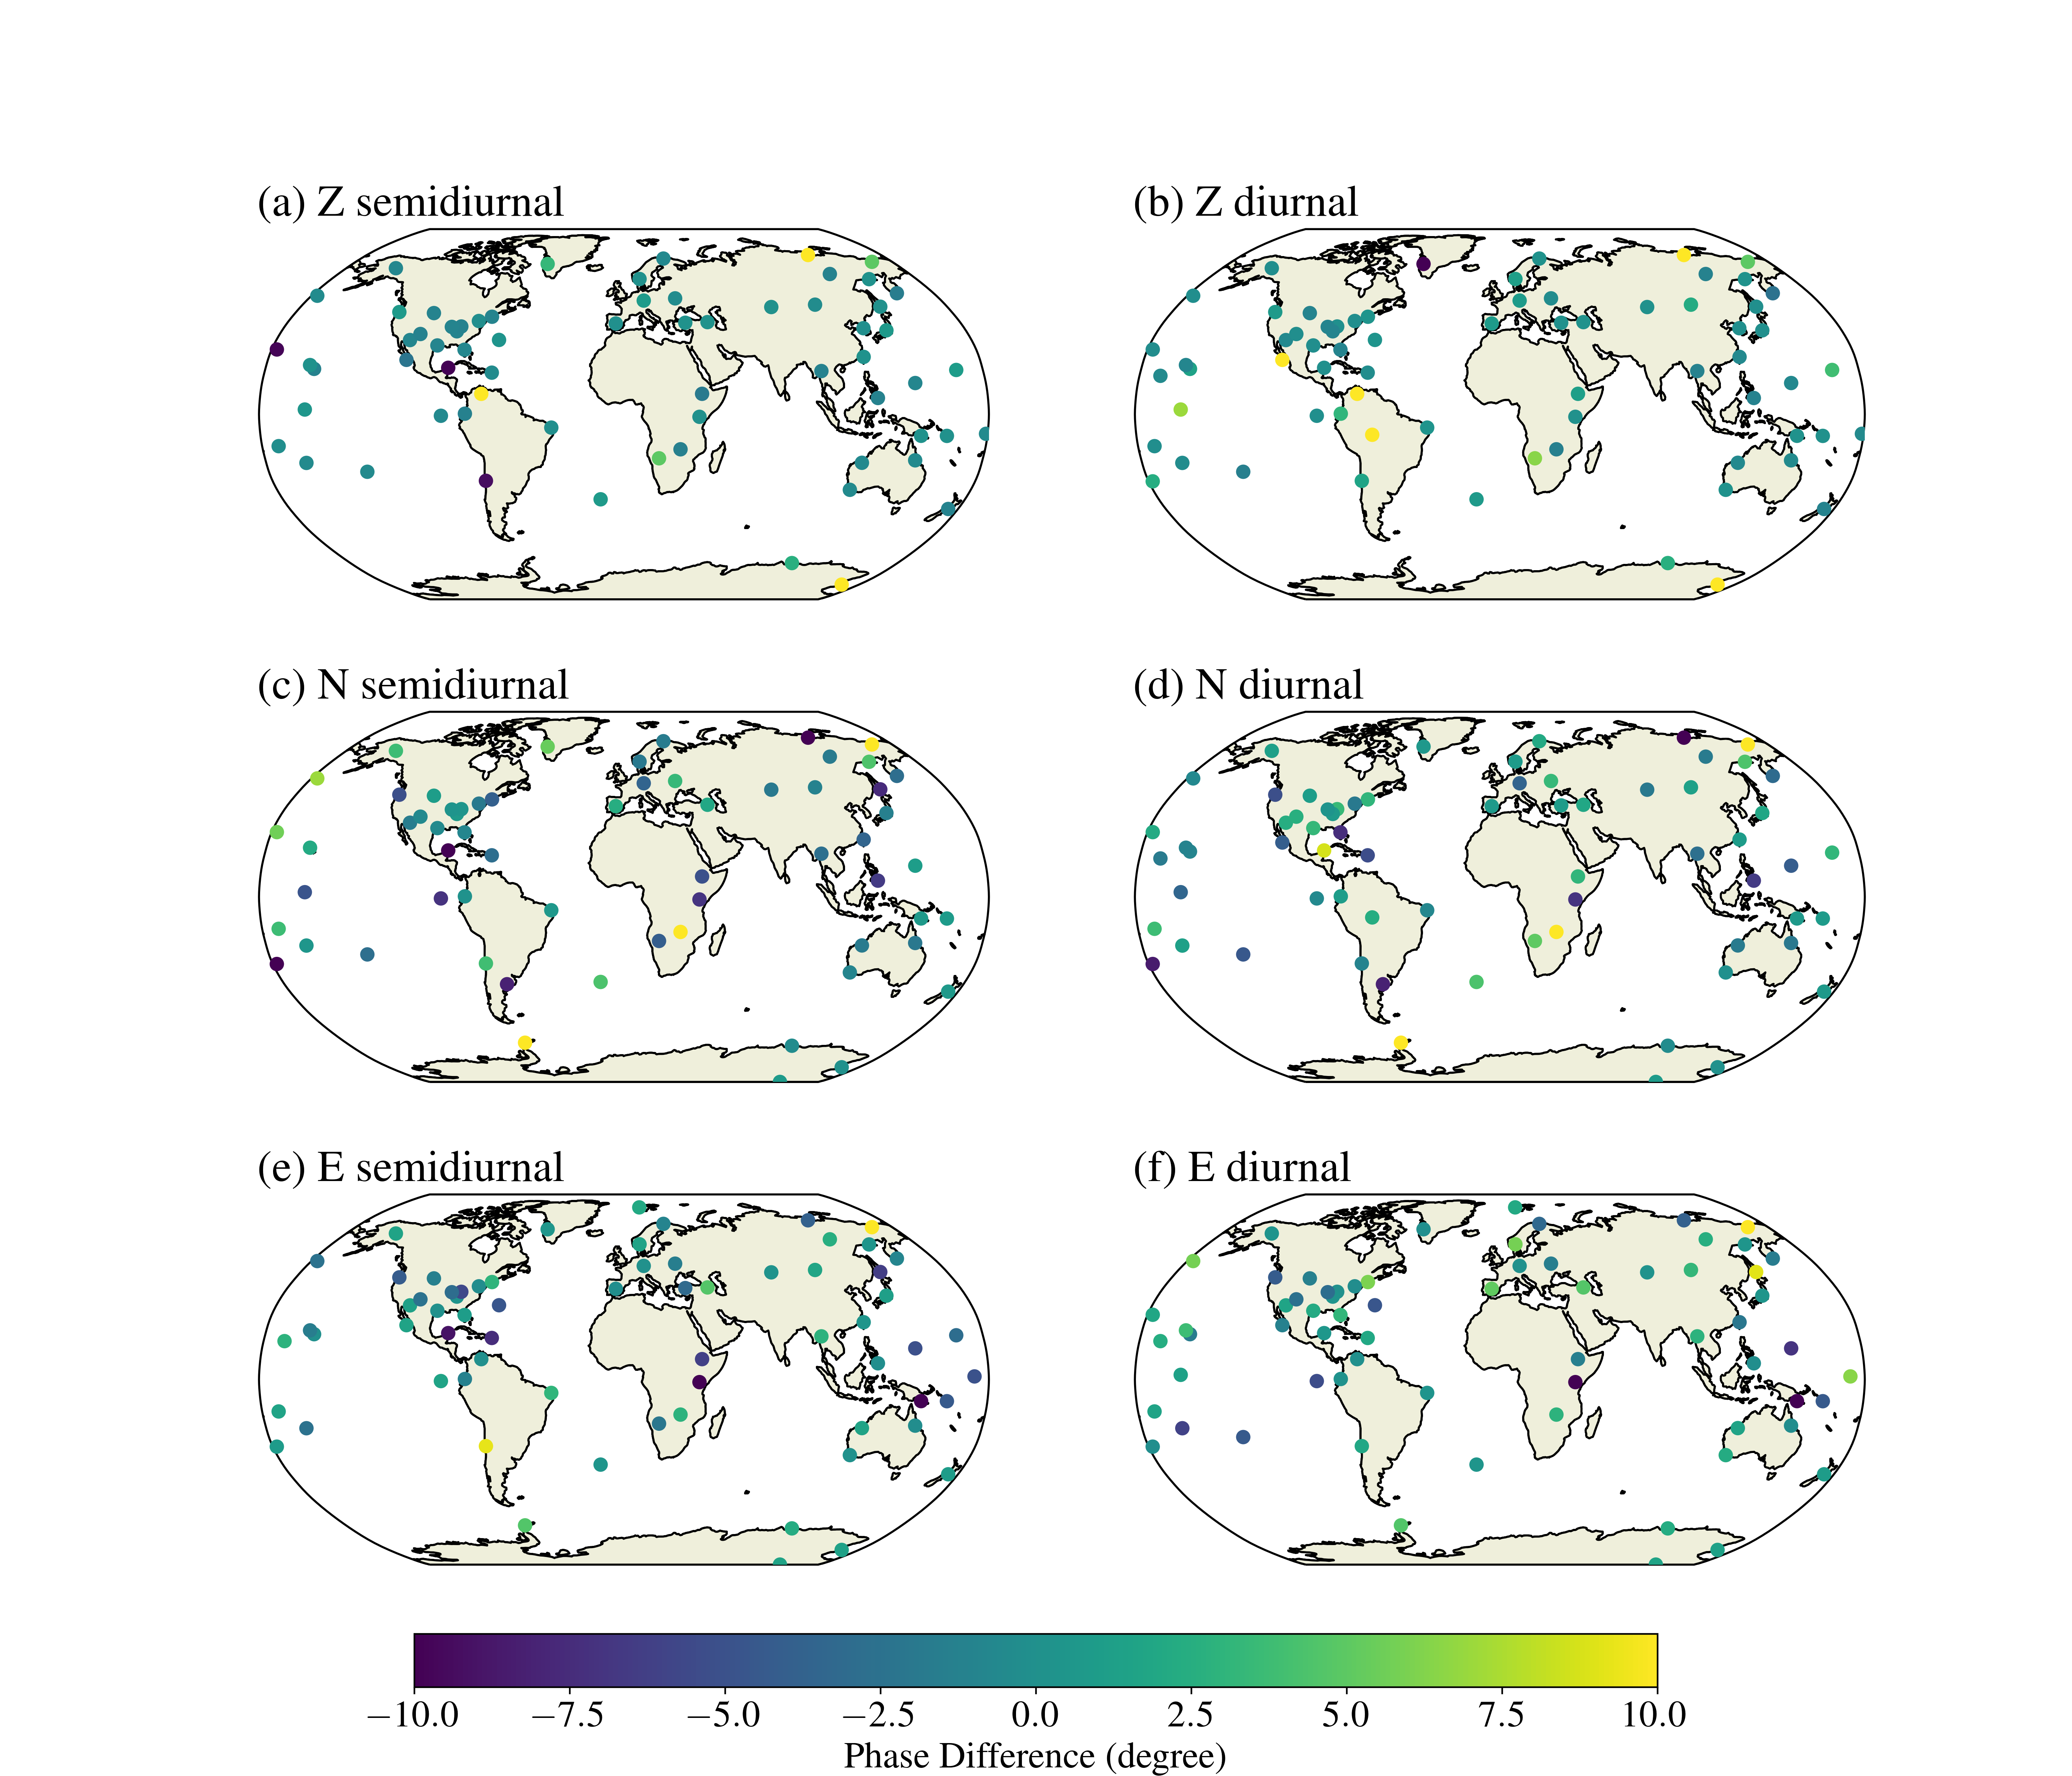 (a) Z semidiurnal
(b) Z diurnal
(c) N semidiurnal
(d) N diurnal
(e) E semidiurnal
(f) E diurnal
−10.0 −7.5 −5.0 −2.5 0.0 2.5 5.0 7.5 10.0
Phase Difference (degree)